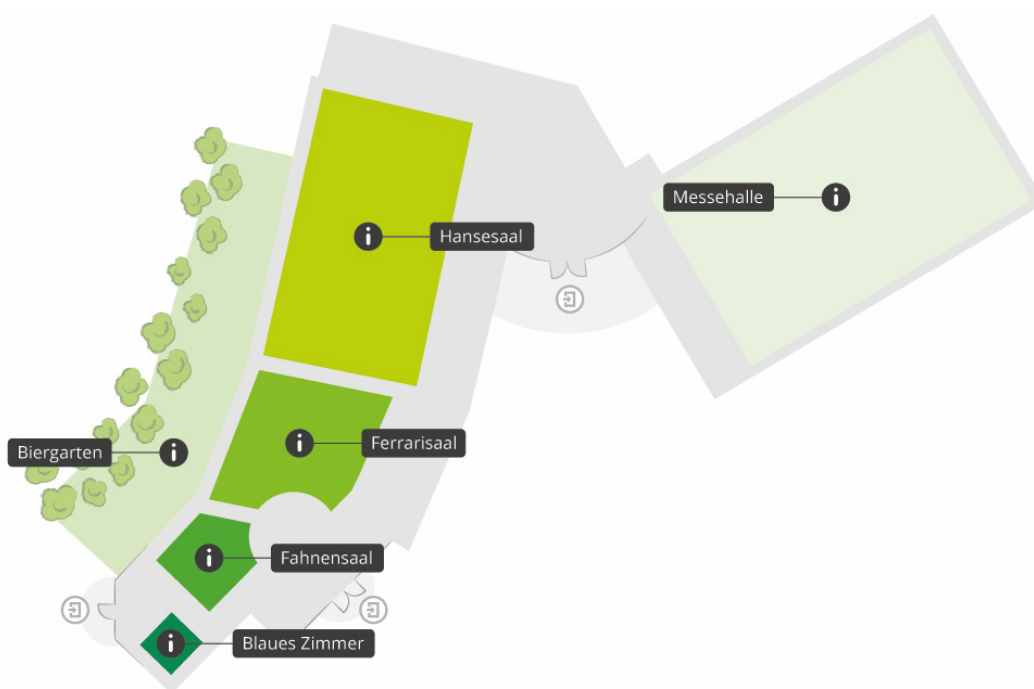 Messehalle
Hansesaal
Ferrarisaal
Biergarten
Fahnensaal
Blaues Zimmer